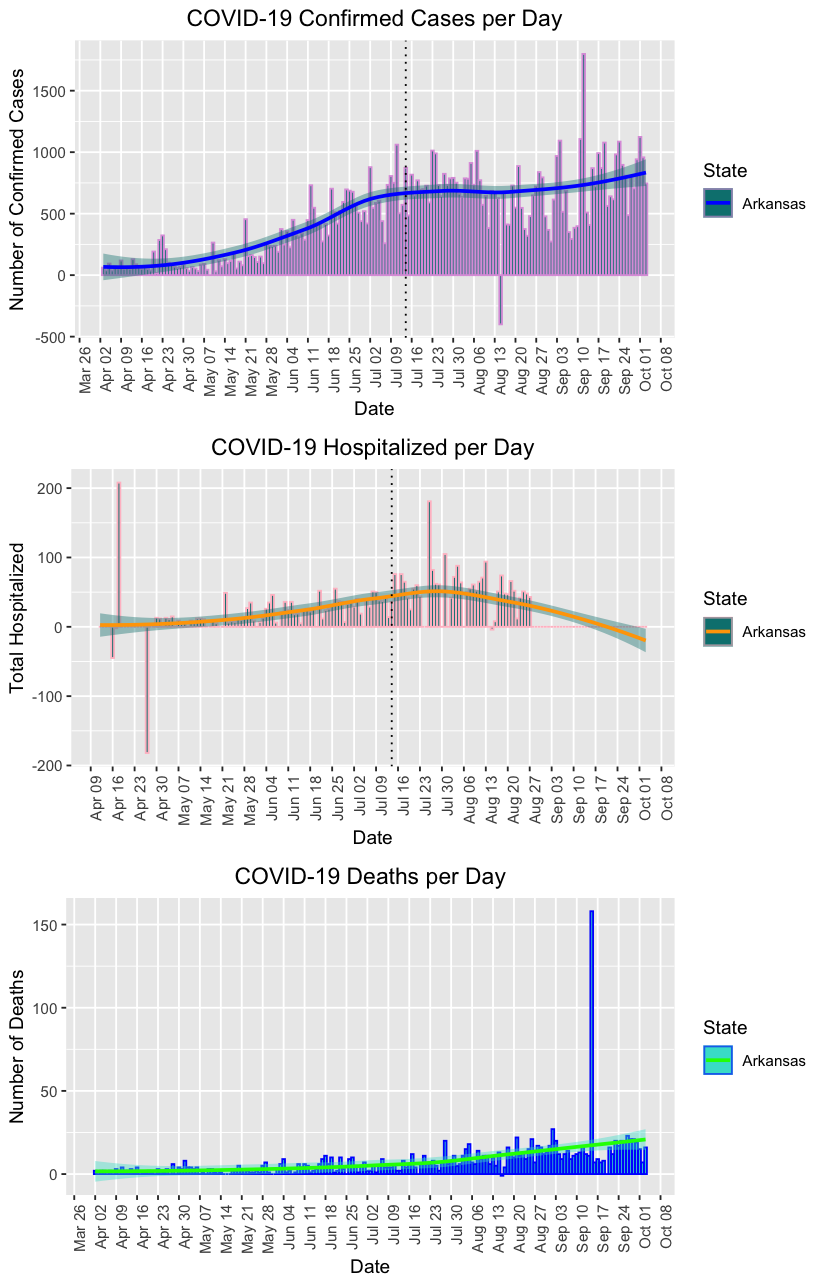 COVID-19 Confirmed Cases per Day
Number of Confirmed Cases
1500
1000
500
0
-500
Mar 26
Apr 02
Apr 09
Apr 16
Apr 23
Apr 30
May 07
May 14
May 21
May 28
Jun 04
Jun 11
Jun 18
Jun 25
Jul 02
Jul 09
Jul 16
Jul 23
Jul 30
Aug 06
Aug 13
Aug 20
Aug 27
Sep 03
Sep 10
Sep 17
Sep 24
Oct 01
Oct 08
Date
State
Arkansas
COVID-19 Hospitalized per Day
Total Hospitalized
200
100
0
-100
-200
Apr 09
Apr 16
Apr 23
Apr 30
May 07
May 14
May 21
May 28
Jun 04
Jun 11
Jun 18
Jun 25
Jul 02
Jul 09
Jul 16
Jul 23
Jul 30
Aug 06
Aug 13
Aug 20
Aug 27
Sep 03
Sep 10
Sep 17
Sep 24
Oct 01
Oct 08
Date
State
Arkansas
COVID-19 Deaths per Day
Number of Deaths
150
100
50
0
Mar 26
Apr 02
Apr 09
Apr 16
Apr 23
Apr 30
May 07
May 14
May 21
May 28
Jun 04
Jun 11
Jun 18
Jun 25
Jul 02
Jul 09
Jul 16
Jul 23
Jul 30
Aug 06
Aug 13
Aug 20
Aug 27
Sep 03
Sep 10
Sep 17
Sep 24
Oct 01
Oct 08
Date
State
Arkansas